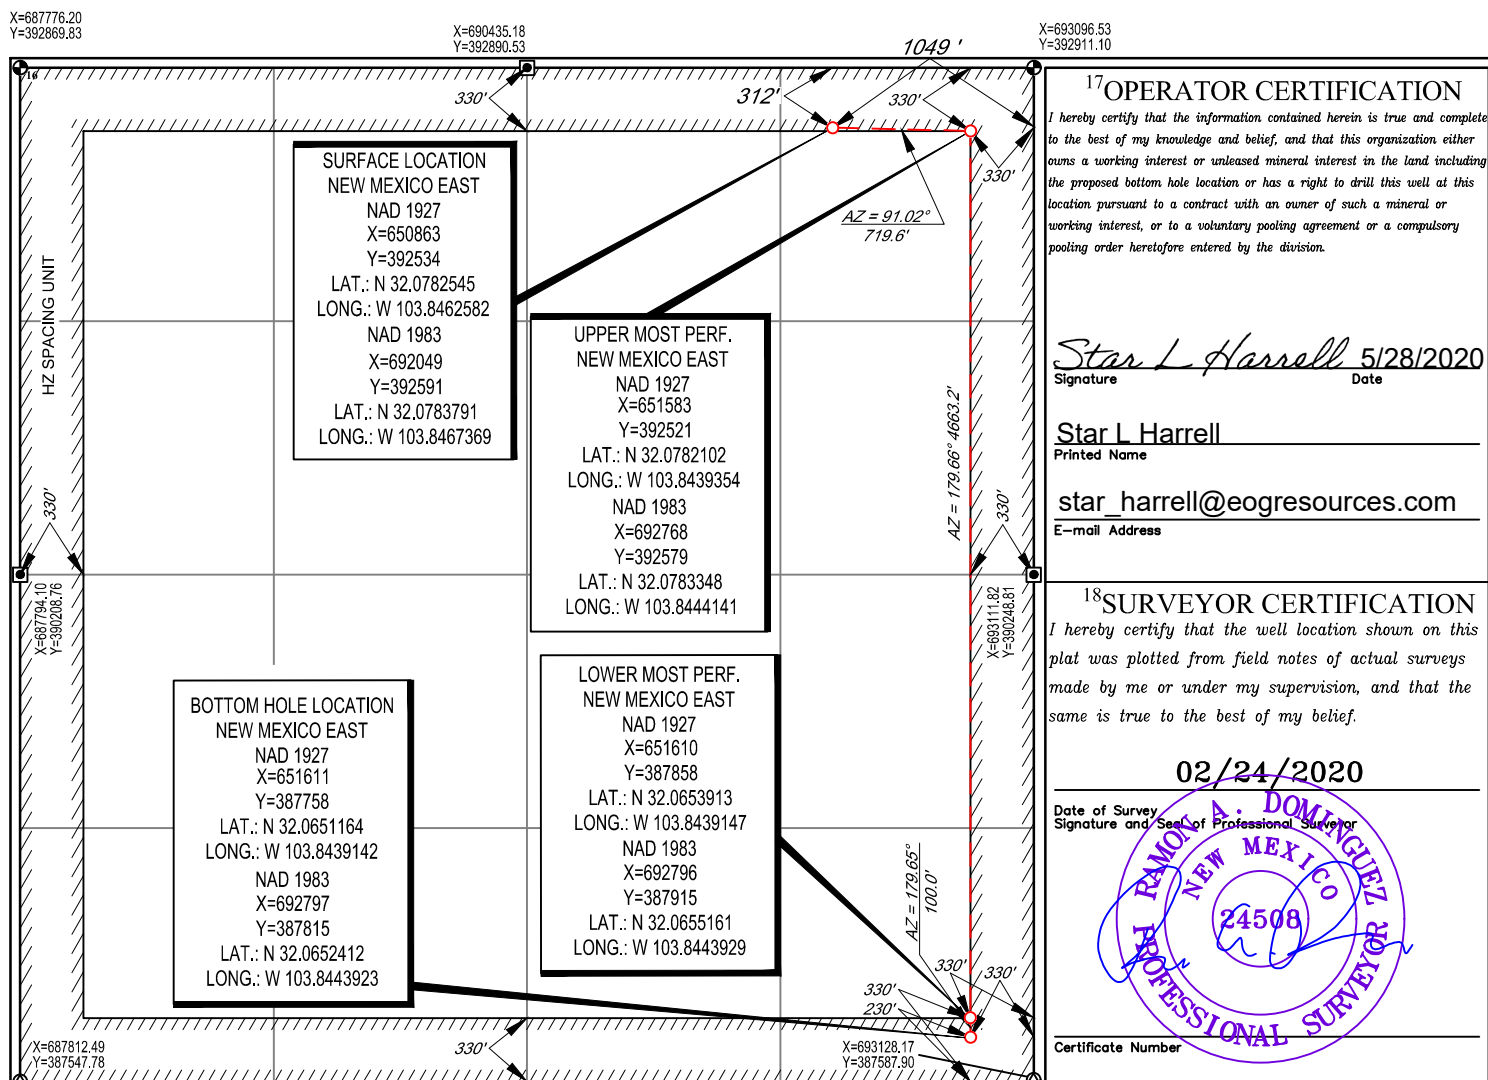 X=687776.20
Y=392869.83
X=690435.18
Y=392890.53
X=693096.53
Y=392911.10
1049 '
16
330'
312'
330'
330'
AZ = 91.02°
719.6'
HZ SPACING UNIT
SURFACE LOCATION
NEW MEXICO EAST
NAD 1927
X=650863
Y=392534
LAT.: N 32.0782545
LONG.: W 103.8462582
NAD 1983
X=692049
Y=392591
LAT.: N 32.0783791
LONG.: W 103.8467369
UPPER MOST PERF.
NEW MEXICO EAST
NAD 1927
X=651583
Y=392521
LAT.: N 32.0782102
LONG.: W 103.8439354
NAD 1983
X=692768
Y=392579
LAT.: N 32.0783348
LONG.: W 103.8444141
AZ = 179.66° 4663.2'
330'
330'
X=687794.10
Y=390208.76
X=693111.82
Y=390248.81
BOTTOM HOLE LOCATION
NEW MEXICO EAST
NAD 1927
X=651611
Y=387758
LAT.: N 32.0651164
LONG.: W 103.8439142
NAD 1983
X=692797
Y=387815
LAT.: N 32.0652412
LONG.: W 103.8443923
LOWER MOST PERF.
NEW MEXICO EAST
NAD 1927
X=651610
Y=387858
LAT.: N 32.0653913
LONG.: W 103.8439147
NAD 1983
X=692796
Y=387915
LAT.: N 32.0655161
LONG.: W 103.8443929
AZ = 179.65°
100.0'
330'
330'
330'
230'
X=687812.49
Y=387547.78
330'
X=693128.17
Y=387587.90
17OPERATOR CERTIFICATION
I hereby certify that the information contained herein is true and complete
to the best of my knowledge and belief, and that this organization either
owns a working interest or unleased mineral interest in the land including
the proposed bottom hole location or has a right to drill this well at this
location pursuant to a contract with an owner of such a mineral or
working interest, or to a voluntary pooling agreement or a compulsory
pooling order heretofore entered by the division.
Star L Harrell 5/28/2020
Signature Date
Star L Harrell
Printed Name
star_harrell@eogresources.com
E-mail Address
18SURVEYOR CERTIFICATION
I hereby certify that the well location shown on this
plat was plotted from field notes of actual surveys
made by me or under my supervision, and that the
same is true to the best of my belief.
02/24/2020
Date of Survey
Signature and Seal of Professional Surveyor
RAMON A. DOMINGUEZ
NEW MEXICO
24508
PROFESSIONAL SURVEYOR
Certificate Number